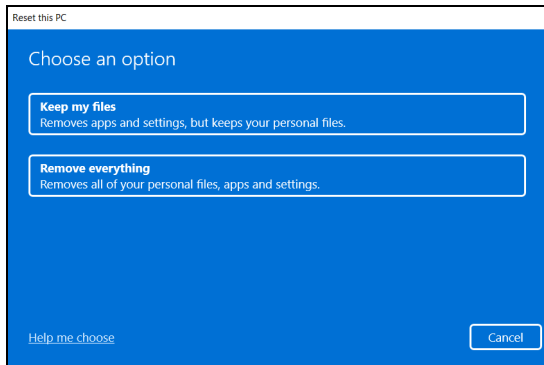 Reset this PC
Choose an option
Keep my files
Removes apps and settings, but keeps your personal files.
Remove everything
Removes all of your personal files, apps and settings.
Help me choose
Cancel